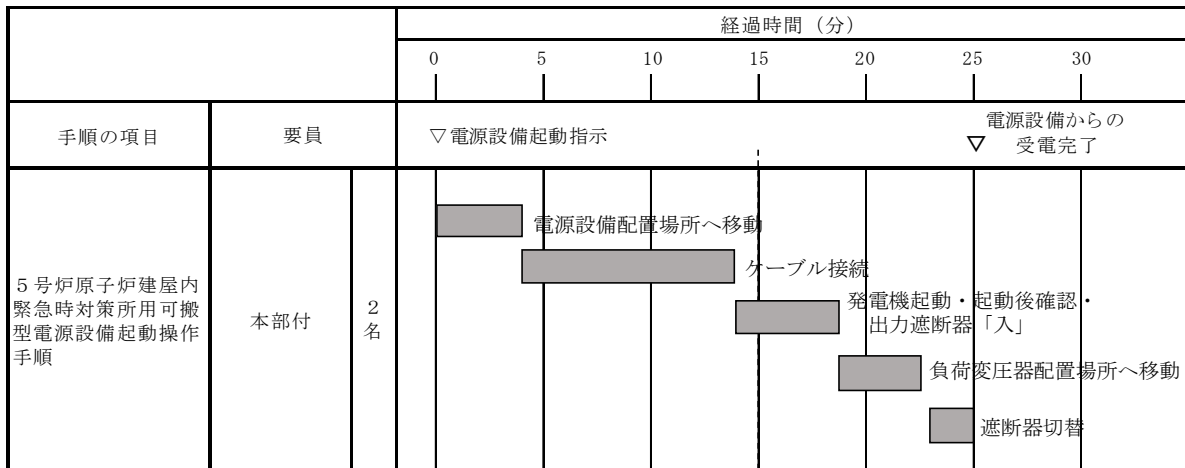 経過時間（分）
0 5 10 15 20 25 30
手順の項目 要員 ▽電源設備起動指示
電源設備からの
▽ 受電完了
５号炉原子炉建屋内
緊急時対策所用可搬
型電源設備起動操作
手順
本部付
２
名
電源設備配置場所へ移動
ケーブル接続
発電機起動・起動後確認・
出力遮断器「入」
負荷変圧器配置場所へ移動
遮断器切替